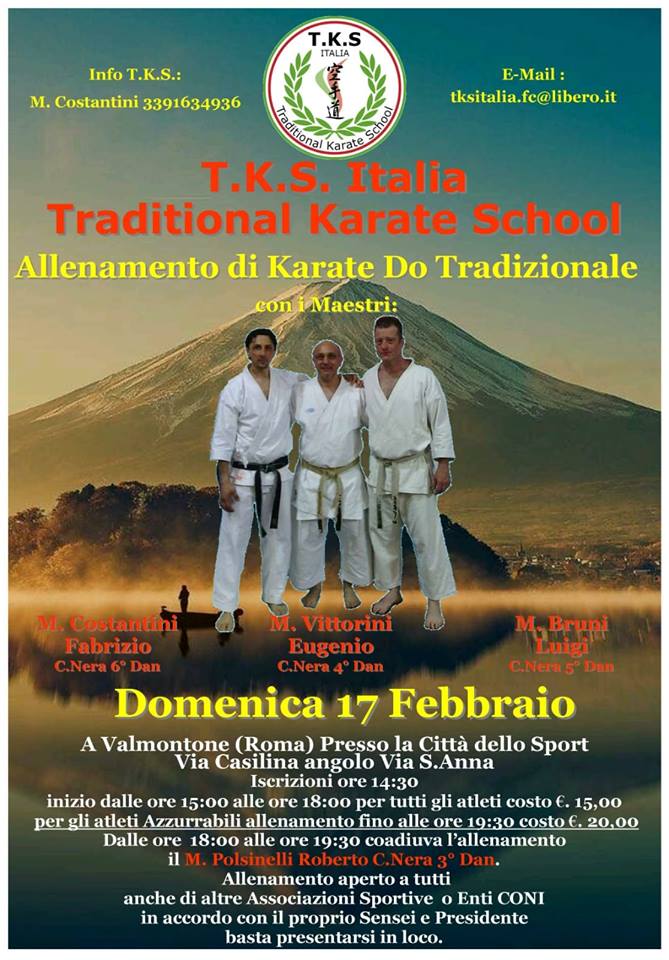 Info T.K.S.:
M. Costantini 3391634936
T.K.S
ITALIA
空手道
Traditional Karate School
E-Mail :
tksitalia.fc@libero.it
T.K.S. Italia
Traditional Karate School
Allenamento di Karate Do Tradizionale
con i Maestri:
M. Costantini
Fabrizio
C.Nera 6° Dan
M. Vittorini
Eugenio
C.Nera 4° Dan
M. Bruni
Luigi
C.Nera 5° Dan
Domenica 17 Febbraio
A Valmontone (Roma) Presso la Città dello Sport
Via Casilina angolo Via S.Anna
Iscrizioni ore 14:30
inizio dalle ore 15:00 alle ore 18:00 per tutti gli atleti costo €. 15,00
per gli atleti Azzurrabili allenamento fino alle ore 19:30 costo €. 20,00
Dalle ore 18:00 alle ore 19:30 coadiuva l'allenamento
il M. Polsinelli Roberto C.Nera 3° Dan.
Allenamento aperto a tutti
anche di altre Associazioni Sportive o Enti CONI
in accordo con il proprio Sensei e Presidente
basta presentarsi in loco.